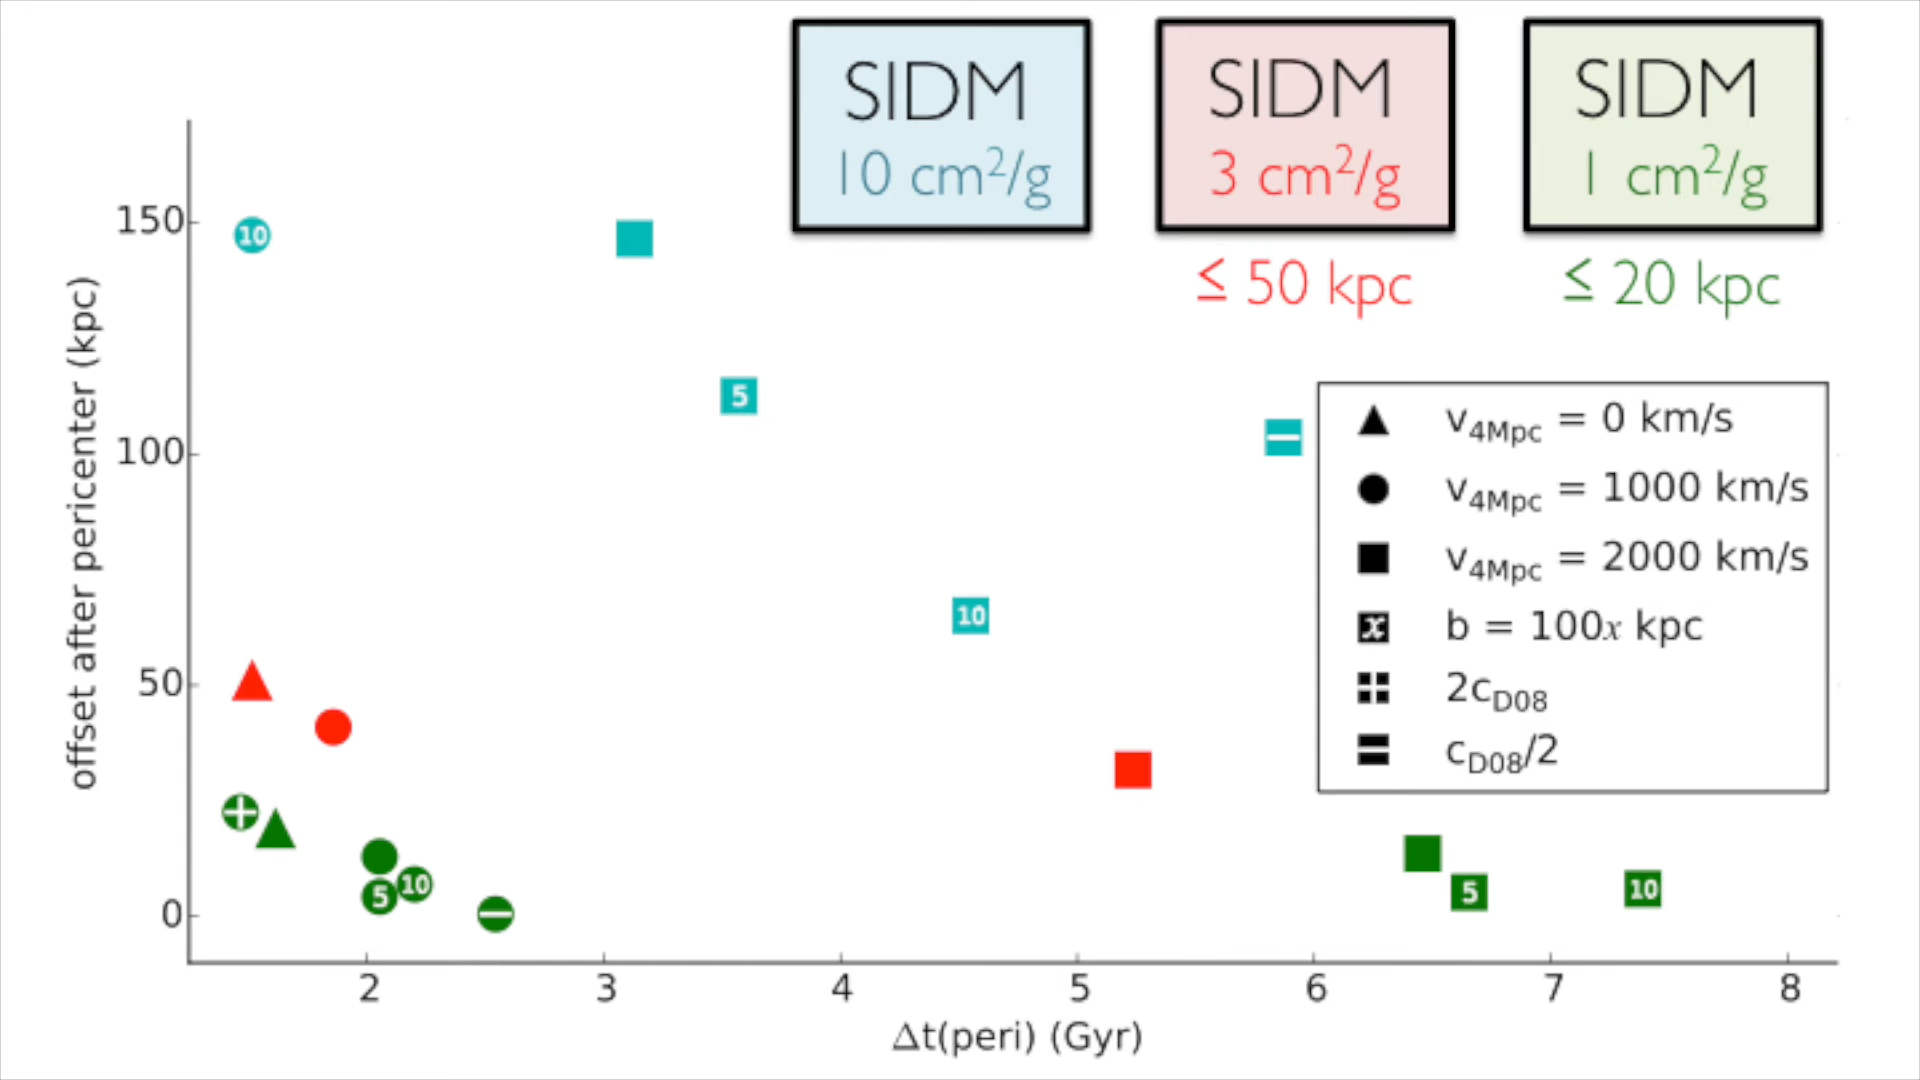 SIDM
10 cm²/g
SIDM
3 cm²/g
SIDM
1 cm²/g
≤ 50 kpc
≤ 20 kpc
150
100
50
0
offset after pericenter (kpc)
10
5
10
5
10
5
10
v4Mpc = 0 km/s
v4Mpc = 1000 km/s
v4Mpc = 2000 km/s
x b = 100x kpc
2cD08
cD08/2
2 3 4 5 6 7 8
Δt(peri) (Gyr)